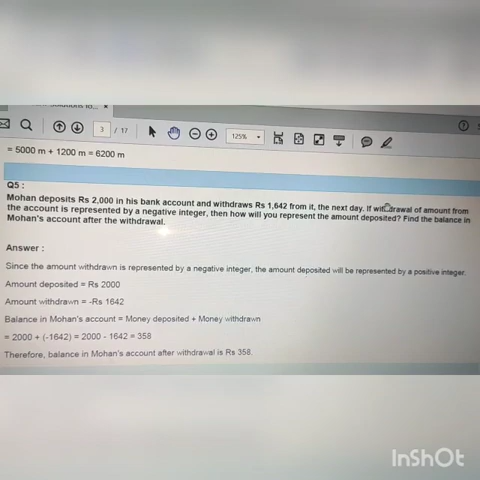 3 / 17
125%
= 5000 m + 1200 m = 6200 m
Q5 :
Mohan deposits Rs 2,000 in his bank account and withdraws Rs 1,642 from it, the next day. If withdrawal of amount from
the account is represented by a negative integer, then how will you represent the amount deposited? Find the balance in
Mohan's account after the withdrawal.
Answer :
Since the amount withdrawn is represented by a negative integer, the amount deposited will be represented by a positive integer.
Amount deposited = Rs 2000
Amount withdrawn = -Rs 1642
Balance in Mohan's account = Money deposited + Money withdrawn
= 2000 + (-1642) = 2000 - 1642 = 358
Therefore, balance in Mohan's account after withdrawal is Rs 358.
InShOt